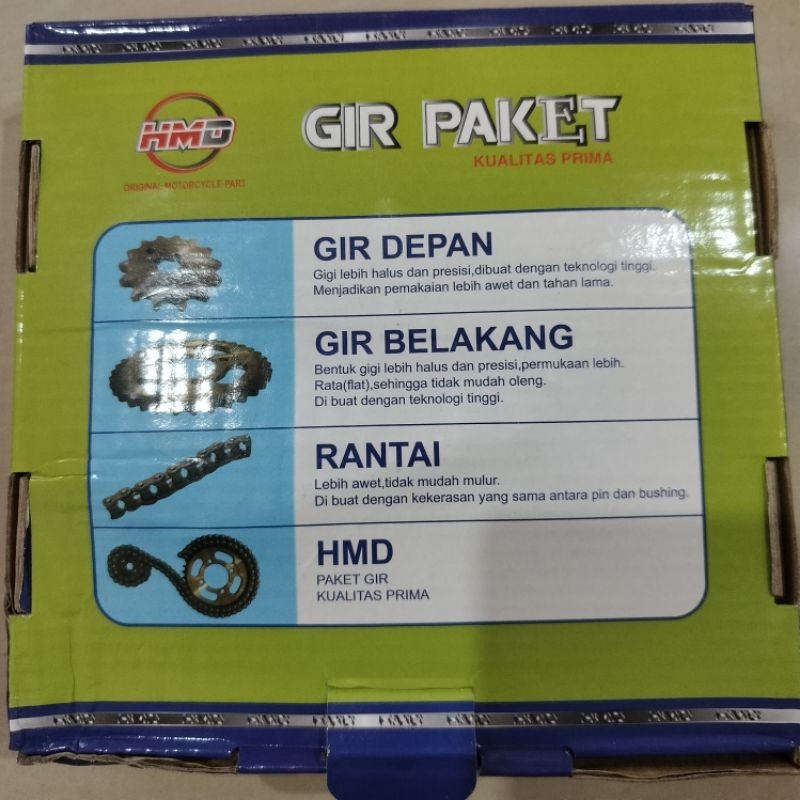 HMD
ORIGINAL MOTORCYCLE PART
GIR PAKET
KUALITAS PRIMA
GIR DEPAN
Gigi lebih halus dan presisi,dibuat dengan teknologi tinggi.
Menjadikan pemakaian lebih awet dan tahan lama.
GIR BELAKANG
Bentuk gigi lebih halus dan presisi,permukaan lebih.
Rata(flat),sehingga tidak mudah oleng.
Di buat dengan teknologi tinggi.
RANTAI
Lebih awet,tidak mudah mulur.
Di buat dengan kekerasan yang sama antara pin dan bushing.
HMD
PAKET GIR
KUALITAS PRIMA